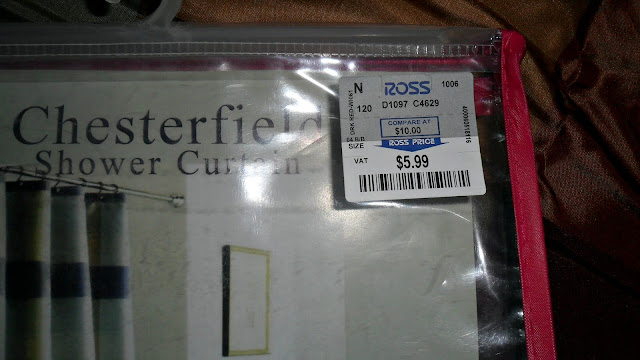 Chesterfield
Shower Curtain
N ROSS 1006
120 D1097 C4629
COMPARE AT
$10.00
ROSS PRICE
SIZE
VAT $5.99